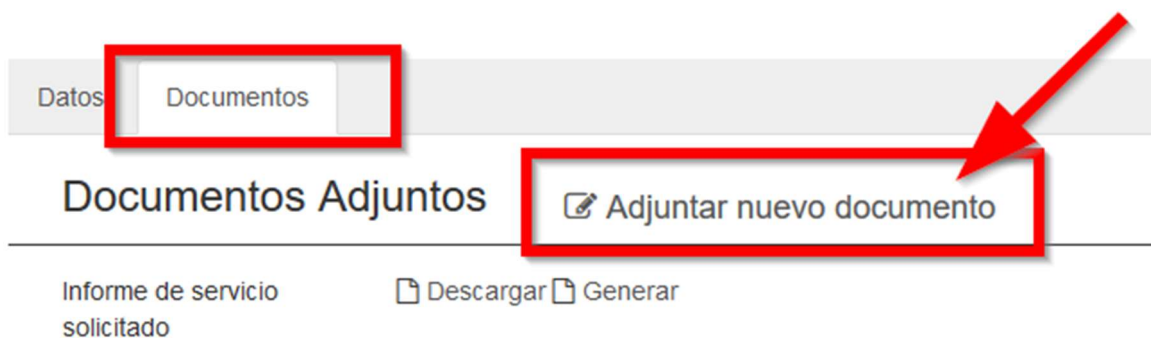 Datos Documentos
Documentos Adjuntos Adjuntar nuevo documento
Informe de servicio Descargar Generar
solicitado